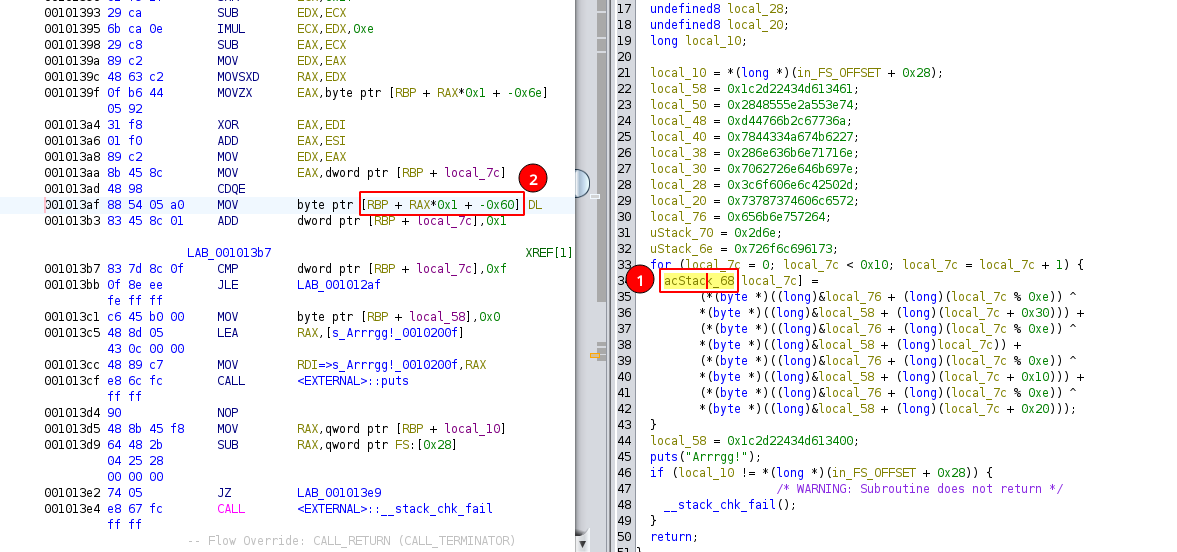 00101393 29 ca SUB EDX,ECX
00101395 6b ca 0e IMUL ECX,EDX,0xe
00101398 29 c8 SUB EAX,ECX
0010139a 89 c2 MOV EDX,EAX
0010139c 48 63 c2 MOVSXD RAX,EDX
0010139f 0f b6 44 MOVZX EAX,byte ptr [RBP + RAX*0x1 + -0x6e]
05 92
001013a4 31 f8 XOR EAX,EDI
001013a6 01 f0 ADD EAX,ESI
001013a8 89 c2 MOV EDX,EAX
001013aa 8b 45 8c MOV EAX,dword ptr [RBP + local_7c]
001013ad 48 98 CDQE
2
001013af 88 54 05 a0 MOV byte ptr [RBP + RAX*0x1 + -0x60] DL
001013b3 83 45 8c 01 ADD dword ptr [RBP + local_7c],0x1
LAB_001013b7 XREF[1]
001013b7 83 7d 8c 0f CMP dword ptr [RBP + local_7c],0xf
001013bb 0f 8e ee JLE LAB_001012af
fe ff ff
001013c1 c6 45 b0 00 MOV byte ptr [RBP + local_58],0x0
001013c5 48 8d 05 LEA RAX,[s_Arrrgg!_0010200f]
43 0c 00 00
001013cc 48 89 c7 MOV RDI=>s_Arrrgg!_0010200f,RAX
001013cf e8 6c fc CALL <EXTERNAL>::puts
ff ff
001013d4 90 NOP
001013d5 48 8b 45 f8 MOV RAX,qword ptr [RBP + local_10]
001013d9 64 48 2b SUB RAX,qword ptr FS:[0x28]
04 25 28
00 00 00
001013e2 74 05 JZ LAB_001013e9
001013e4 e8 67 fc CALL <EXTERNAL>::__stack_chk_fail
ff ff
-- Flow Override: CALL_RETURN (CALL_TERMINATOR)
17 undefined8 local_28;
18 undefined8 local_20;
19 long local_10;
20
21 local_10 = *(long *)(in_FS_OFFSET + 0x28);
22 local_58 = 0x1c2d22434d613461;
23 local_50 = 0x2848555e2a553e74;
24 local_48 = 0xd44766b2c67736a;
25 local_40 = 0x7844334a674b6227;
26 local_38 = 0x286e636b6e71716e;
27 local_30 = 0x7062726e646b697e;
28 local_28 = 0x3c6f606e6c42502d;
29 local_20 = 0x73787374606c6572;
30 local_76 = 0x656b6e757264;
31 uStack_70 = 0x2d6e;
32 uStack_6e = 0x726f6c696173;
33 for (local_7c = 0; local_7c < 0x10; local_7c = local_7c + 1) {
1 acStack_68 local_7c] =
35 (*(byte *)((long)&local_76 + (long)(local_7c % 0xe)) ^
36 *(byte *)((long)&local_58 + (long)(local_7c + 0x30))) +
37 (*(byte *)((long)&local_76 + (long)(local_7c % 0xe)) ^
38 *(byte *)((long)&local_58 + (long)local_7c)) +
39 (*(byte *)((long)&local_76 + (long)(local_7c % 0xe)) ^
40 *(byte *)((long)&local_58 + (long)(local_7c + 0x10))) +
41 (*(byte *)((long)&local_76 + (long)(local_7c % 0xe)) ^
42 *(byte *)((long)&local_58 + (long)(local_7c + 0x20)));
43 }
44 local_58 = 0x1c2d22434d613400;
45 puts("Arrrgg!");
46 if (local_10 != *(long *)(in_FS_OFFSET + 0x28)) {
47 /* WARNING: Subroutine does not return */
48 __stack_chk_fail();
49 }
50 return;